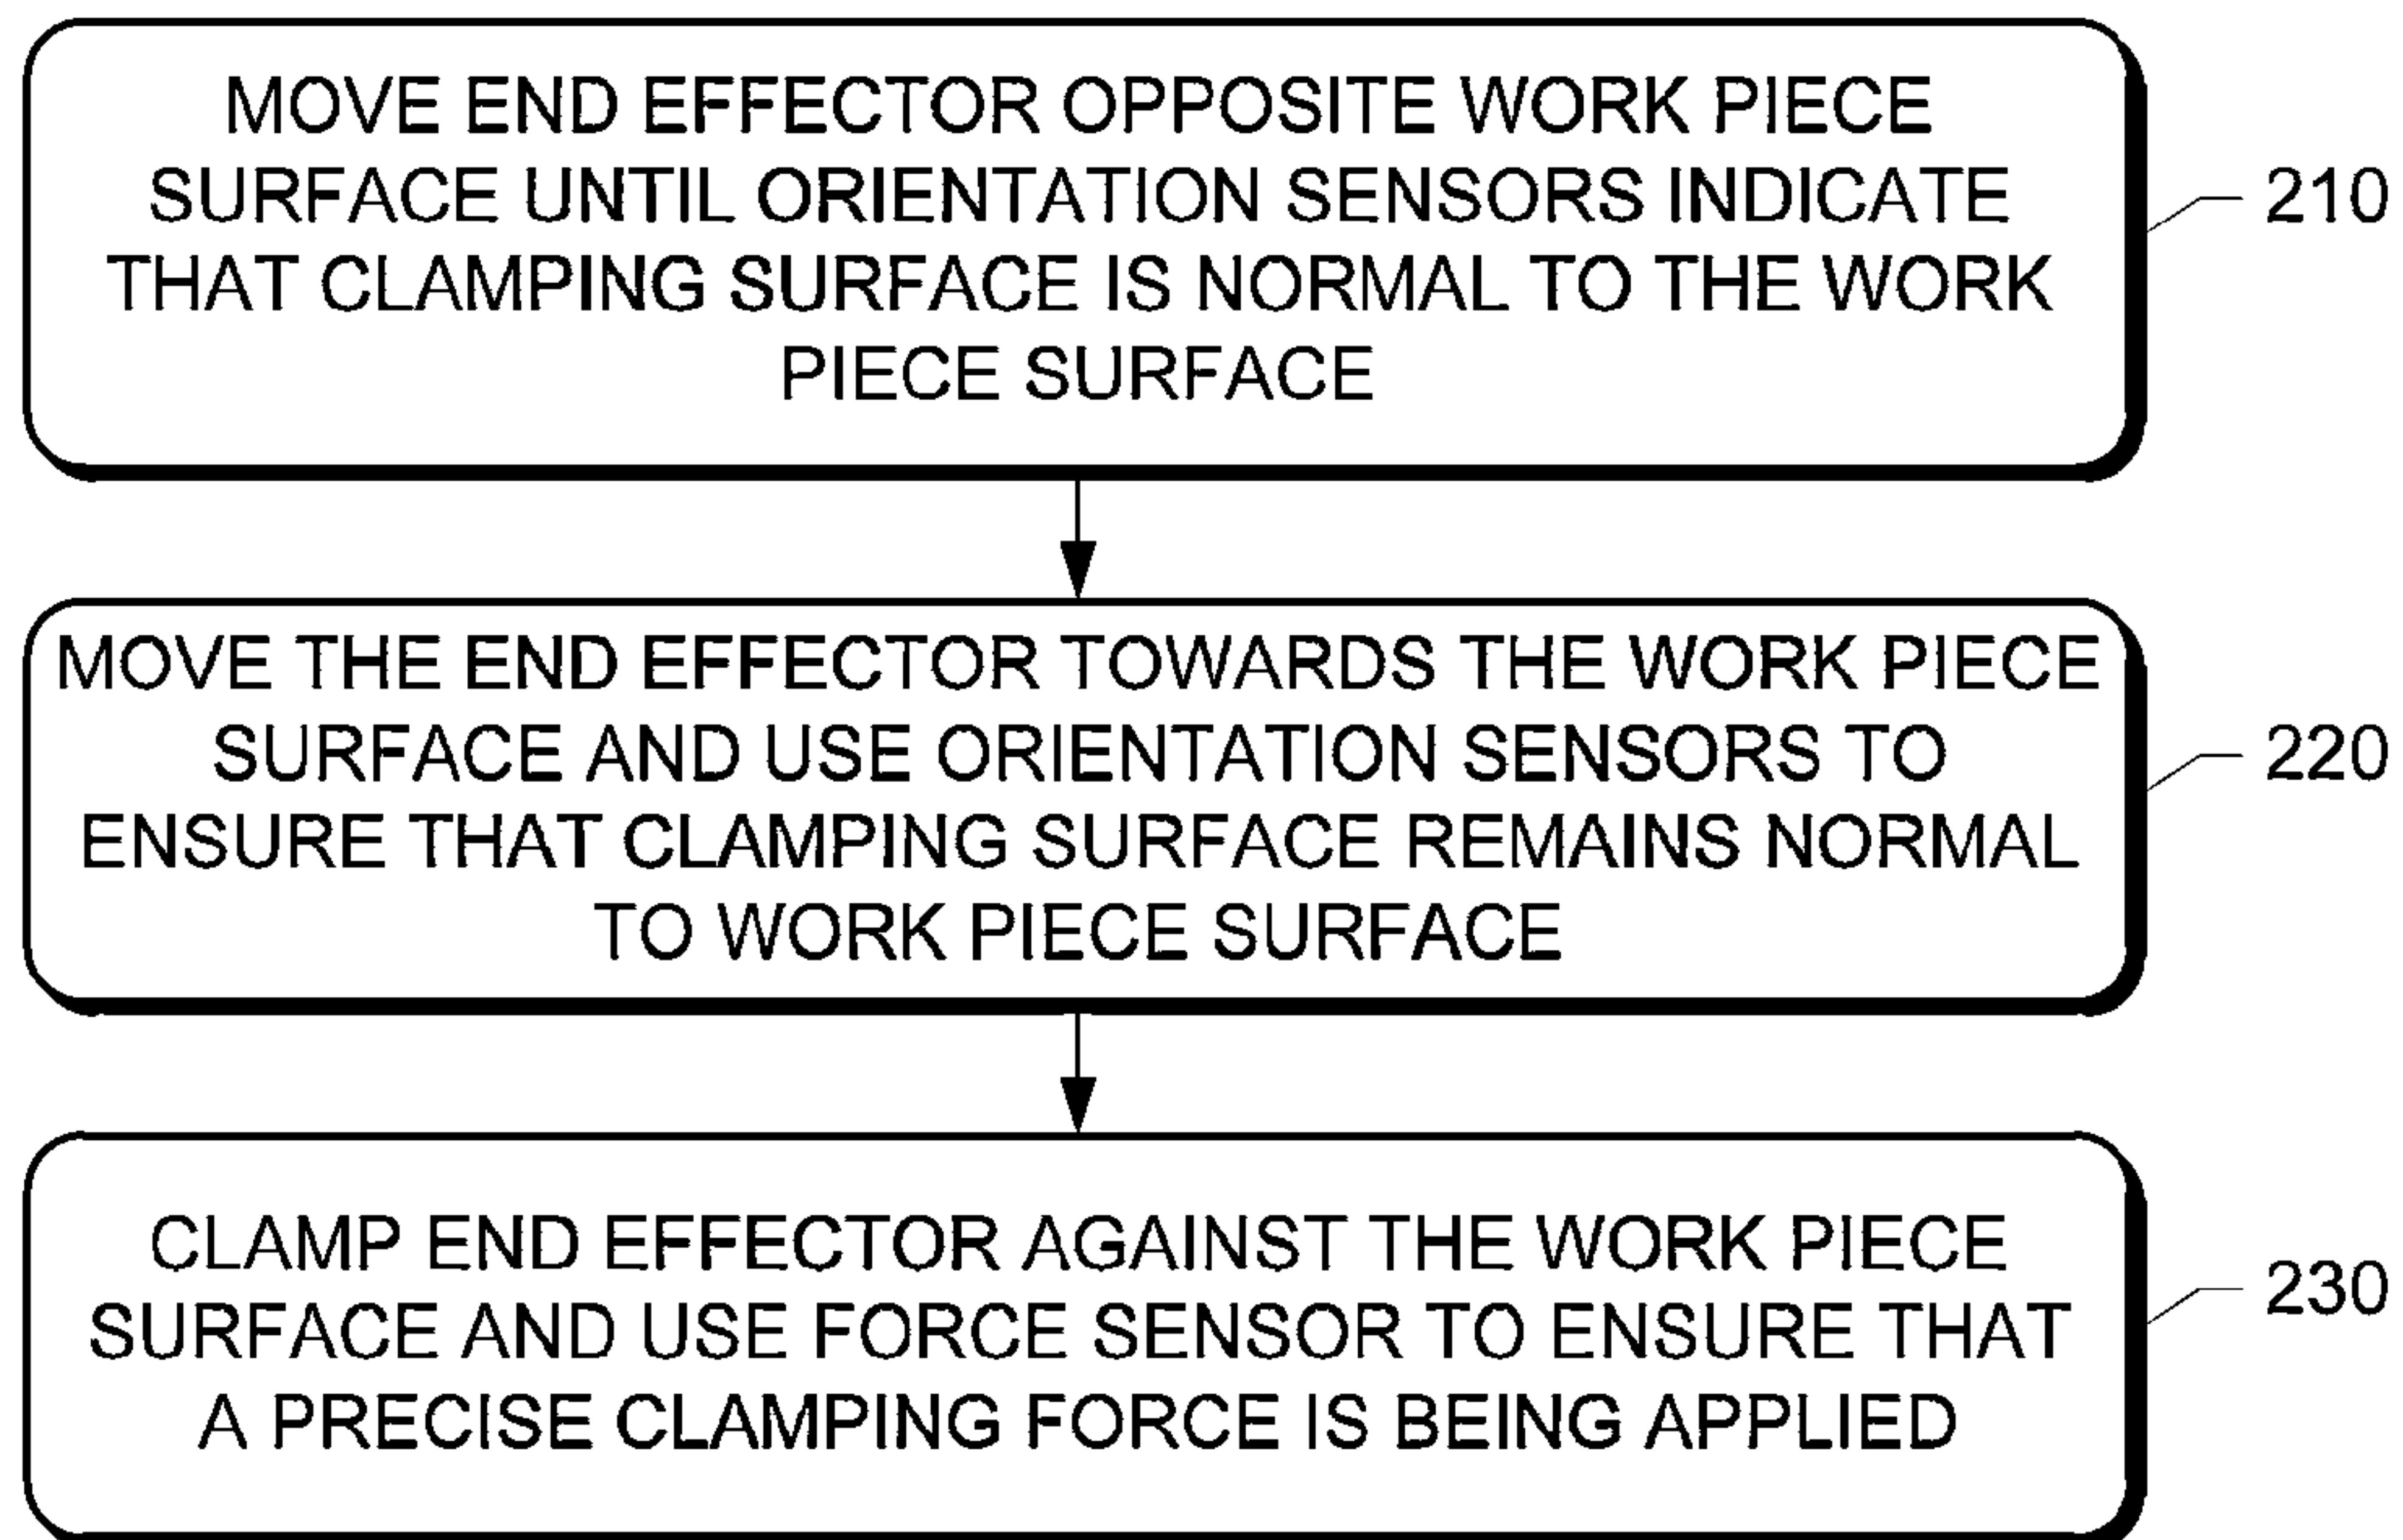 MOVE END EFFECTOR OPPOSITE WORK PIECE
SURFACE UNTIL ORIENTATION SENSORS INDICATE
THAT CLAMPING SURFACE IS NORMAL TO THE WORK
PIECE SURFACE
210
MOVE THE END EFFECTOR TOWARDS THE WORK PIECE
SURFACE AND USE ORIENTATION SENSORS TO
ENSURE THAT CLAMPING SURFACE REMAINS NORMAL
TO WORK PIECE SURFACE
220
CLAMP END EFFECTOR AGAINST THE WORK PIECE
SURFACE AND USE FORCE SENSOR TO ENSURE THAT
A PRECISE CLAMPING FORCE IS BEING APPLIED
230